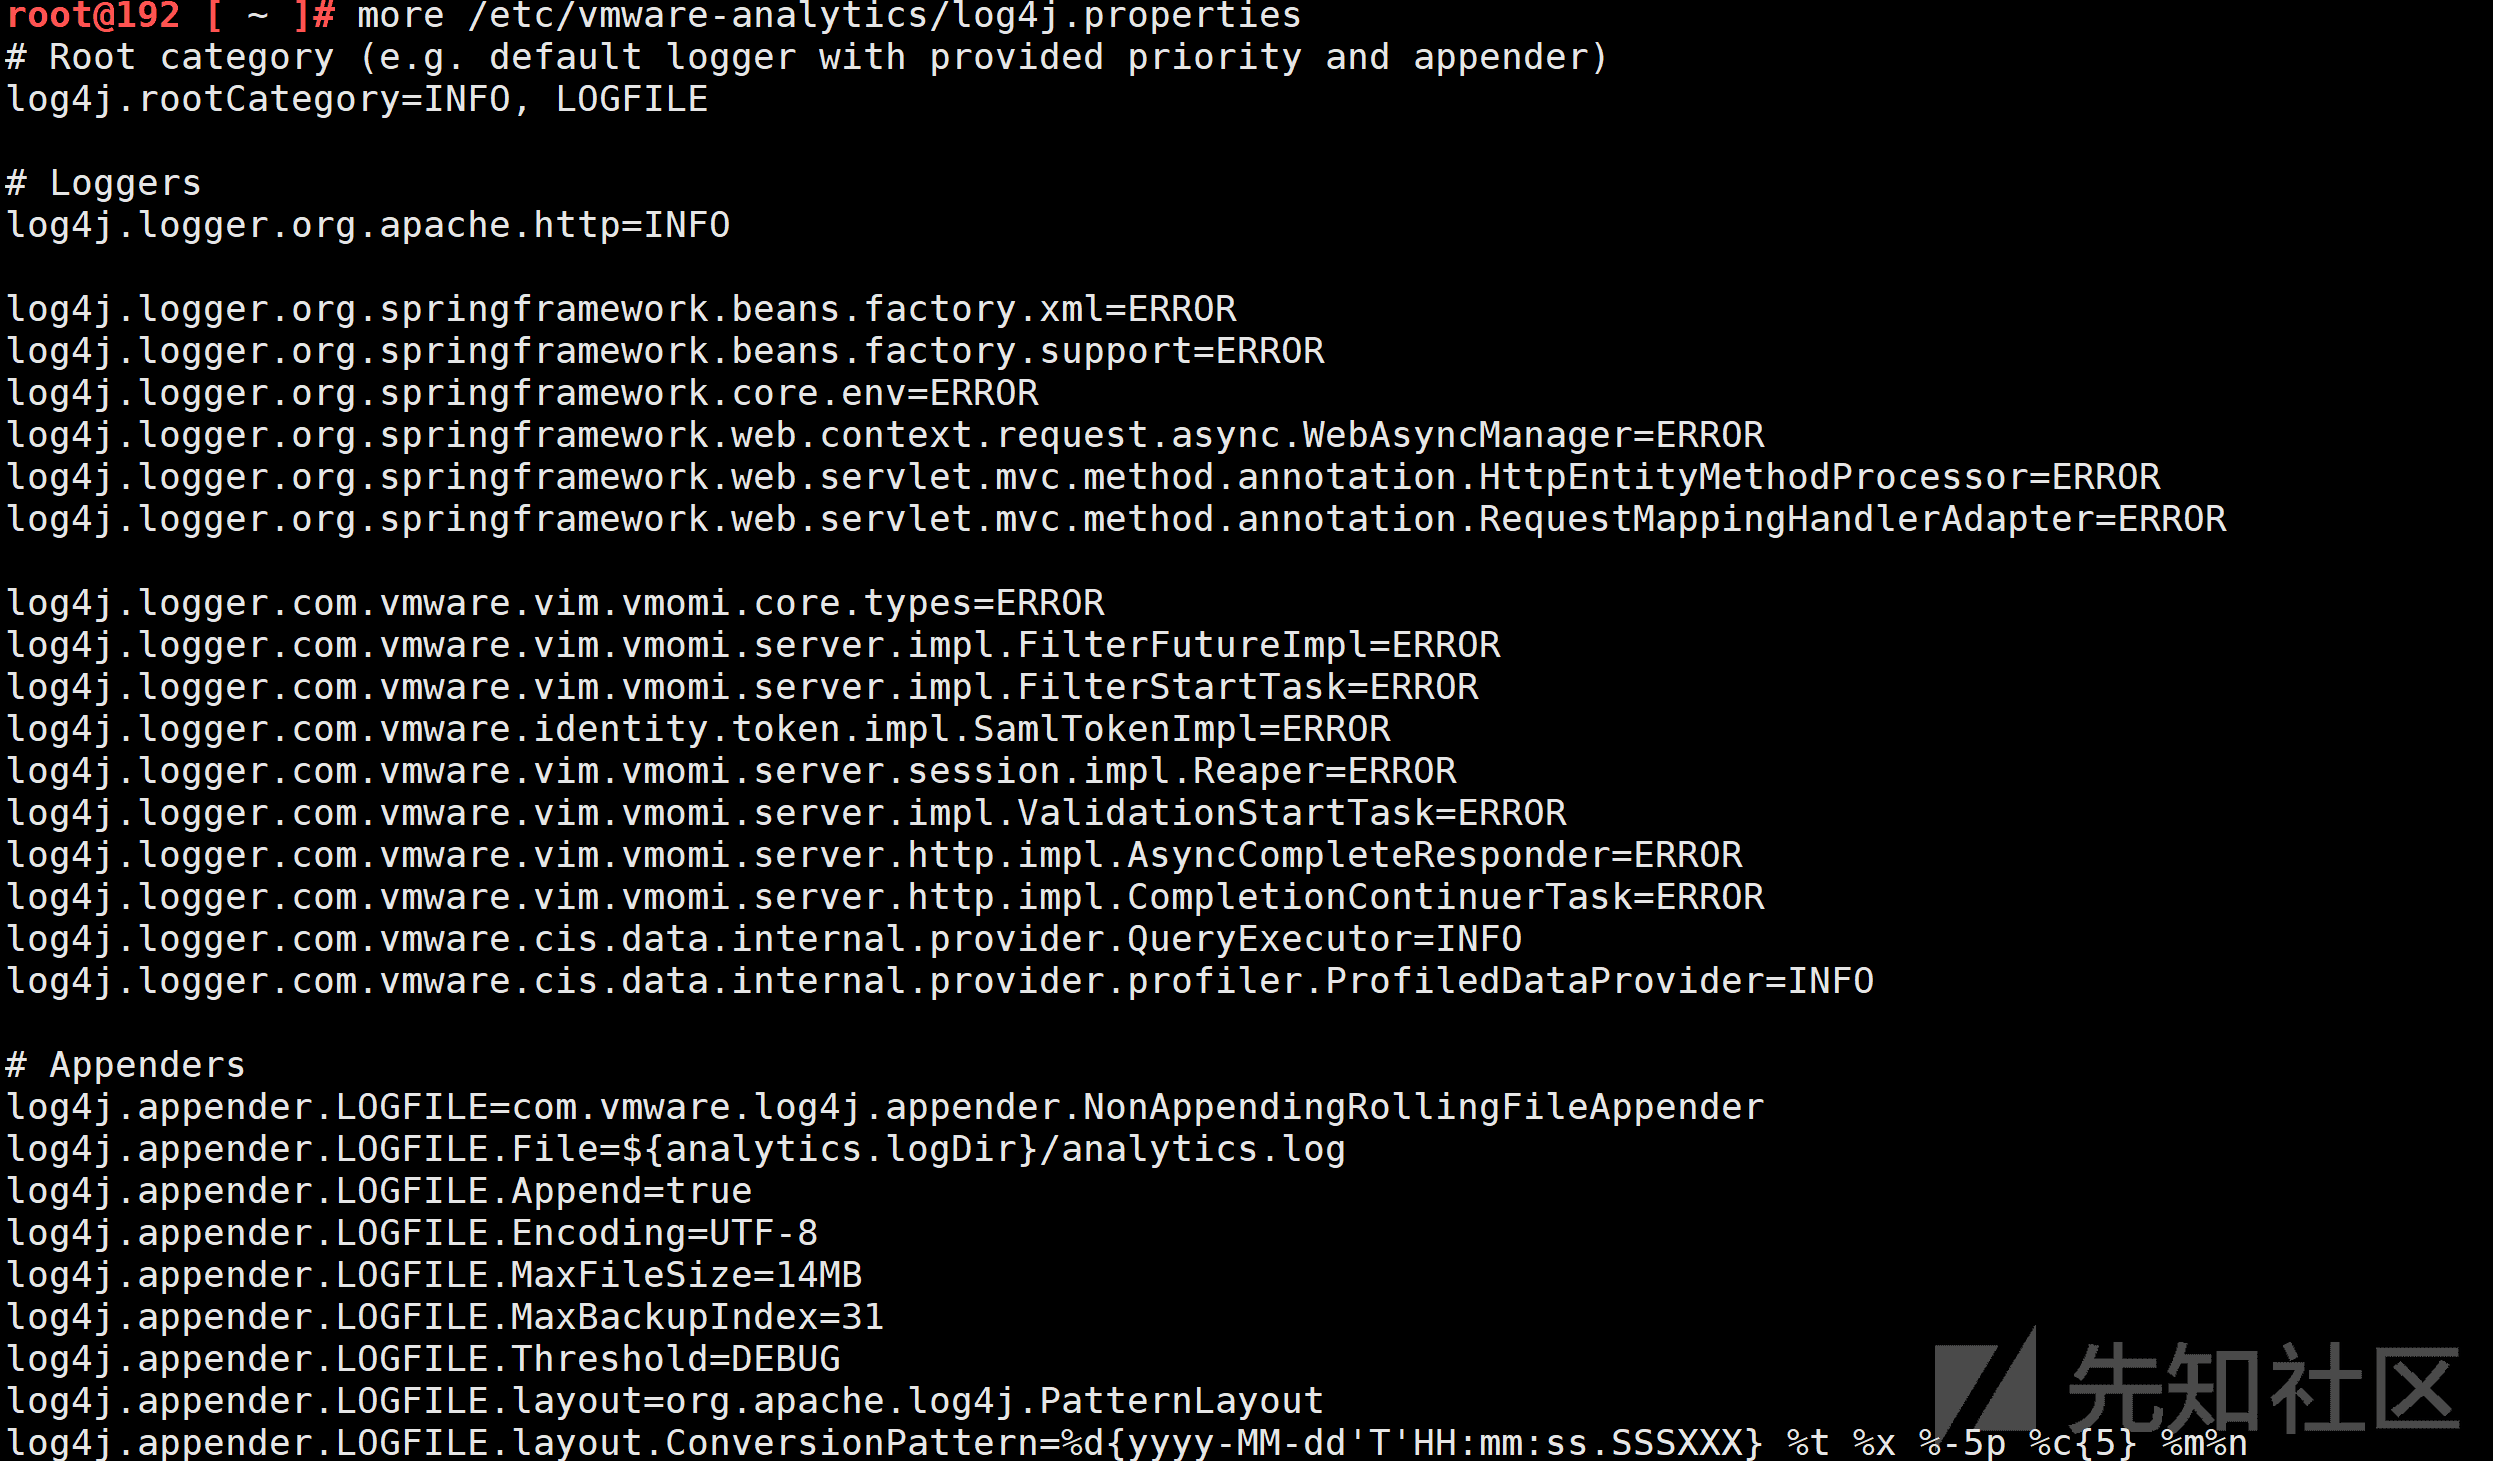 root@192 [ ~ ]# more /etc/vmware-analytics/log4j.properties
# Root category (e.g. default logger with provided priority and appender)
log4j.rootCategory=INFO, LOGFILE
# Loggers
log4j.logger.org.apache.http=INFO
log4j.logger.org.springframework.beans.factory.xml=ERROR
log4j.logger.org.springframework.beans.factory.support=ERROR
log4j.logger.org.springframework.core.env=ERROR
log4j.logger.org.springframework.web.context.request.async.WebAsyncManager=ERROR
log4j.logger.org.springframework.web.servlet.mvc.method.annotation.HttpEntityMethodProcessor=ERROR
log4j.logger.org.springframework.web.servlet.mvc.method.annotation.RequestMappingHandlerAdapter=ERROR
log4j.logger.com.vmware.vim.vmomi.core.types=ERROR
log4j.logger.com.vmware.vim.vmomi.server.impl.FilterFutureImpl=ERROR
log4j.logger.com.vmware.vim.vmomi.server.impl.FilterStartTask=ERROR
log4j.logger.com.vmware.identity.token.impl.SamlTokenImpl=ERROR
log4j.logger.com.vmware.vim.vmomi.server.session.impl.Reaper=ERROR
log4j.logger.com.vmware.vim.vmomi.server.impl.ValidationStartTask=ERROR
log4j.logger.com.vmware.vim.vmomi.server.http.impl.AsyncCompleteResponder=ERROR
log4j.logger.com.vmware.vim.vmomi.server.http.impl.CompletionContinuerTask=ERROR
log4j.logger.com.vmware.cis.data.internal.provider.QueryExecutor=INFO
log4j.logger.com.vmware.cis.data.internal.provider.profiler.ProfiledDataProvider=INFO
# Appenders
log4j.appender.LOGFILE=com.vmware.log4j.appender.NonAppendingRollingFileAppender
log4j.appender.LOGFILE.File=${analytics.logDir}/analytics.log
log4j.appender.LOGFILE.Append=true
log4j.appender.LOGFILE.Encoding=UTF-8
log4j.appender.LOGFILE.MaxFileSize=14MB
log4j.appender.LOGFILE.MaxBackupIndex=31
log4j.appender.LOGFILE.Threshold=DEBUG
log4j.appender.LOGFILE.layout=org.apache.log4j.PatternLayout
log4j.appender.LOGFILE.layout.ConversionPattern=%d{yyyy-MM-dd'T'HH:mm:ss.SSSXXX} %t %x %-5p %c{5} %m%n
先知社区